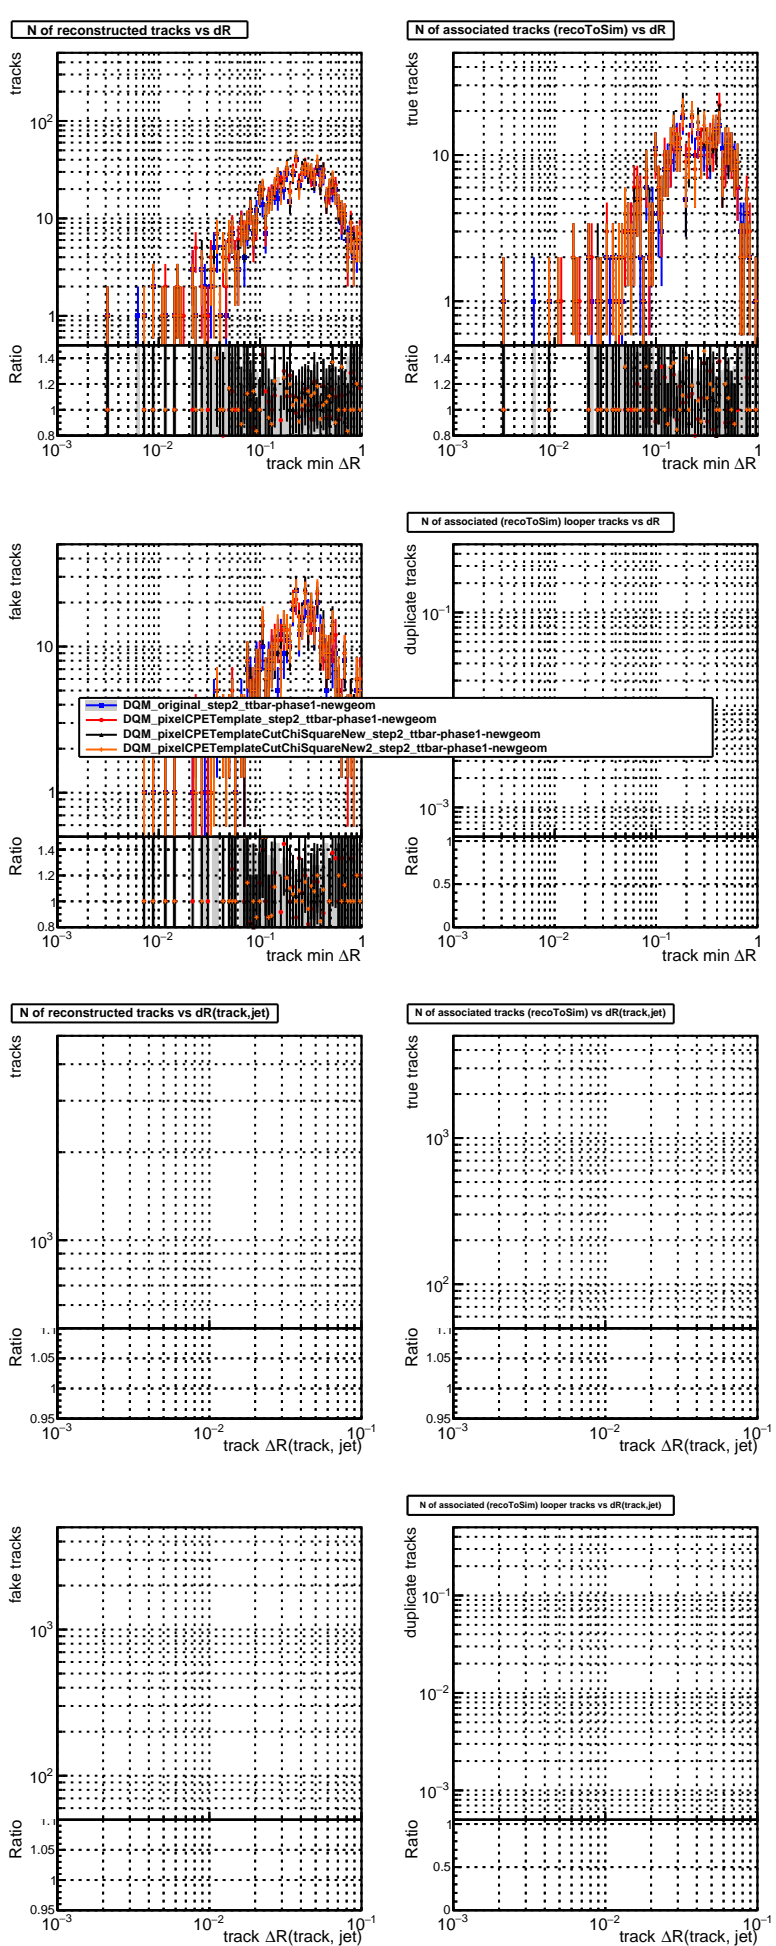 N of reconstructed tracks vs dR
tracks
10²
10
1
Ratio
1.4
1.2
1
0.8
10⁻³
10⁻²
10⁻¹
1
track min ΔR
N of associated tracks (recoToSim) vs dR
true tracks
10
1
Ratio
1.4
1.2
1
0.8
10⁻³
10⁻²
10⁻¹
1
track min ΔR
fake tracks
10
1
Ratio
1.4
1.2
1
0.8
10⁻³
10⁻²
10⁻¹
1
track min ΔR
N of associated (recoToSim) looper tracks vs dR
duplicate tracks
10⁻¹
10⁻³
Ratio
1
0.5
0
10⁻³
10⁻²
10⁻¹
1
track min ΔR
DQM_original_step2_ttbar-phase1-newgeom
DQM_pixelCPETemplate_step2_ttbar-phase1-newgeom
DQM_pixelCPETemplateCutChiSquareNew_step2_ttbar-phase1-newgeom
DQM_pixelCPETemplateCutChiSquareNew2_step2_ttbar-phase1-newgeom
N of reconstructed tracks vs dR(track,jet)
tracks
10³
Ratio
1.1
1.05
1
0.95
10⁻³
10⁻²
10⁻¹
track ΔR(track, jet)
N of associated tracks (recoToSim) vs dR(track,jet)
true tracks
10³
10²
Ratio
1.1
1.05
1
0.95
10⁻³
10⁻²
10⁻¹
track ΔR(track, jet)
fake tracks
10³
10²
Ratio
1.1
1.05
1
0.95
10⁻³
10⁻²
10⁻¹
track ΔR(track, jet)
N of associated (recoToSim) looper tracks vs dR(track,jet)
duplicate tracks
10⁻¹
10⁻²
10⁻³
Ratio
1
0.5
0
10⁻³
10⁻²
10⁻¹
track ΔR(track, jet)